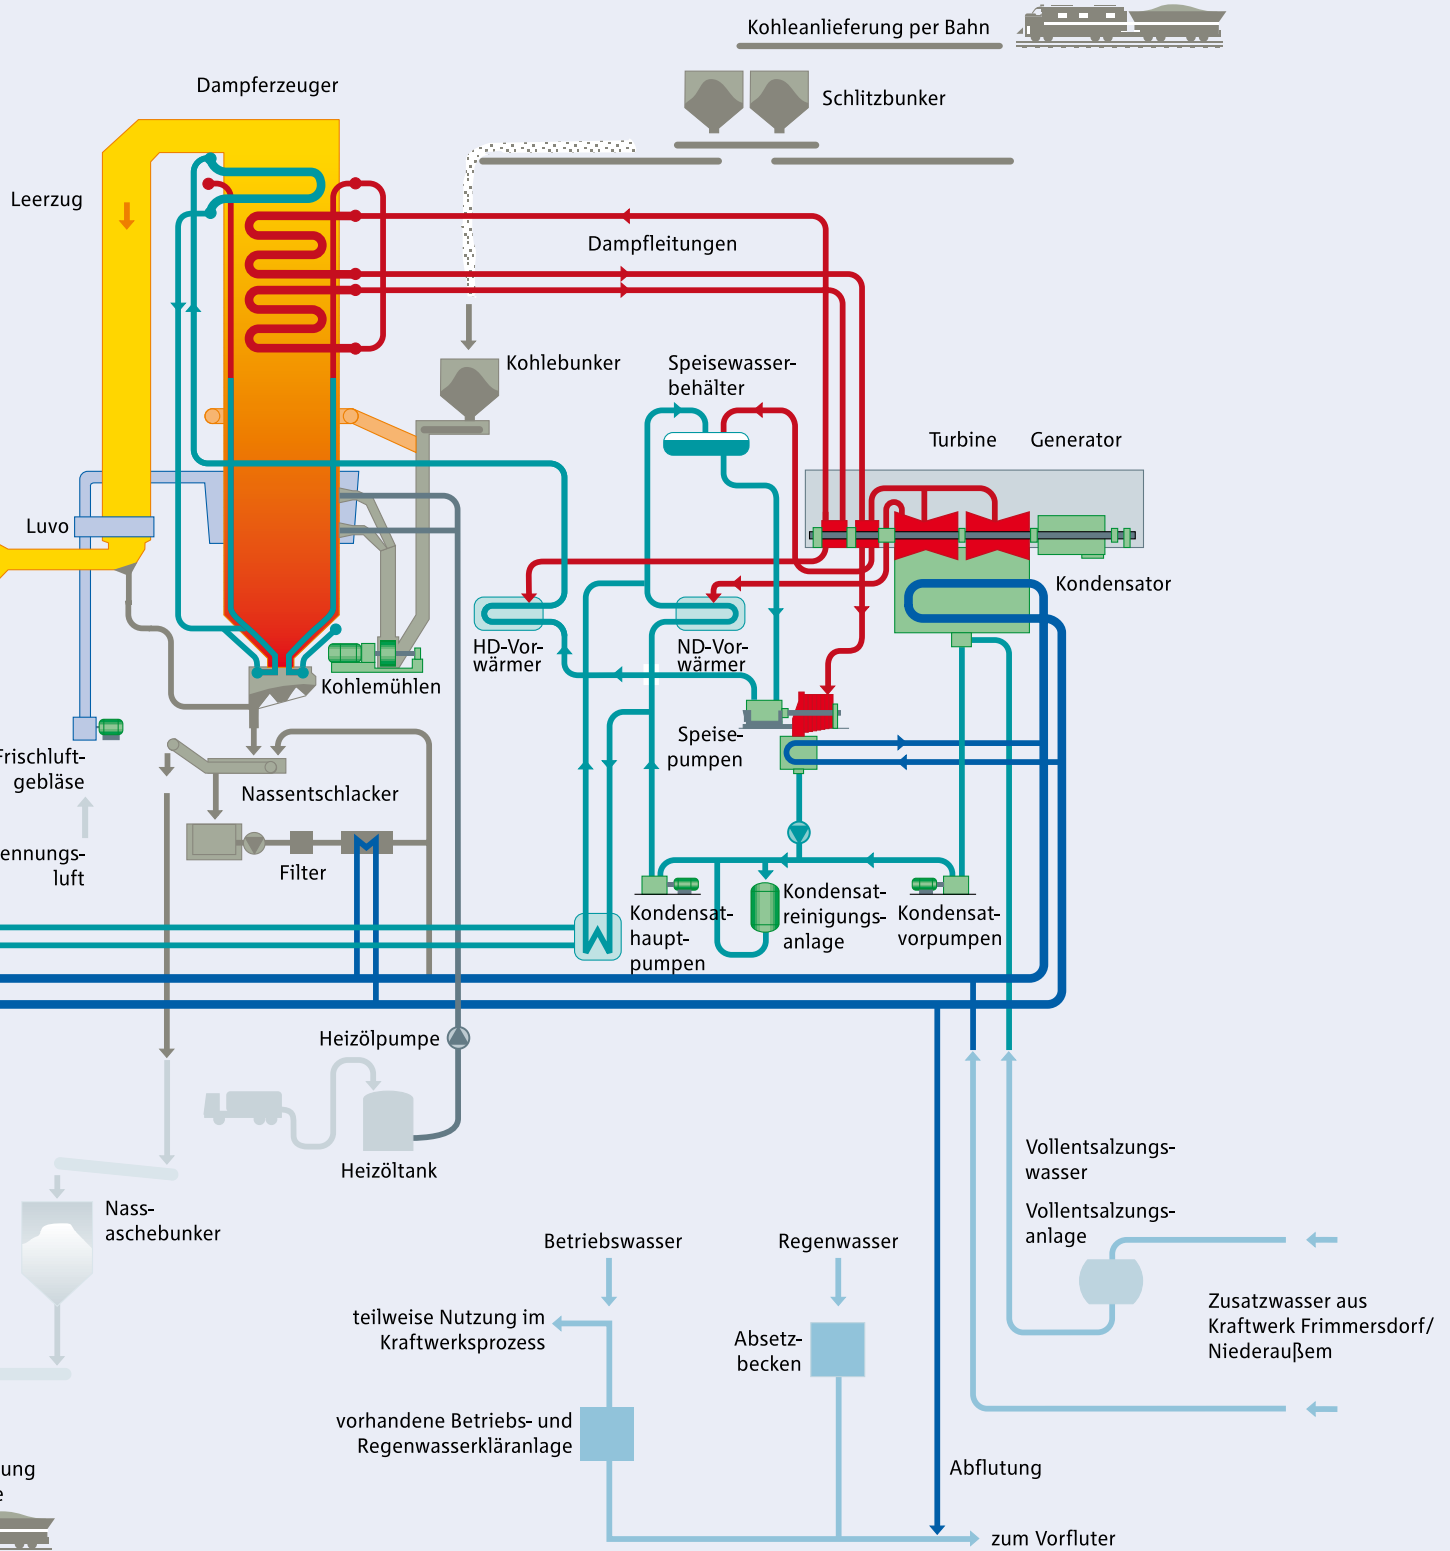 Kohleanlieferung per Bahn
Dampferzeuger
Schlitzbunker
Leerzug
Dampfleitungen
Kohlebunker
Speisewasser-
behälter
Turbine
Generator
Luvo
Kondensator
HD-Vor-
wärmer
ND-Vor-
wärmer
Kohlemühlen
Speise-
pumpen
Frischluft-
gebläse
Nassentschlacker
ennungs-
luft
Filter
Kondensat-
haupt-
pumpen
Kondensat-
reinigungs-
anlage
Kondensat-
vorpumpen
Heizölpumpe
Heizöltank
Vollentsalzungs-
wasser
Vollentsalzungs-
anlage
Nass-
aschebunker
Betriebswasser
Regenwasser
teilweise Nutzung im
Kraftwerksprozess
Absetz-
becken
Zusatzwasser aus
Kraftwerk Frimmersdorf/
Niederaußem
vorhandene Betriebs- und
Regenwasserkläranlage
ung
e
Abflutung
zum Vorfluter